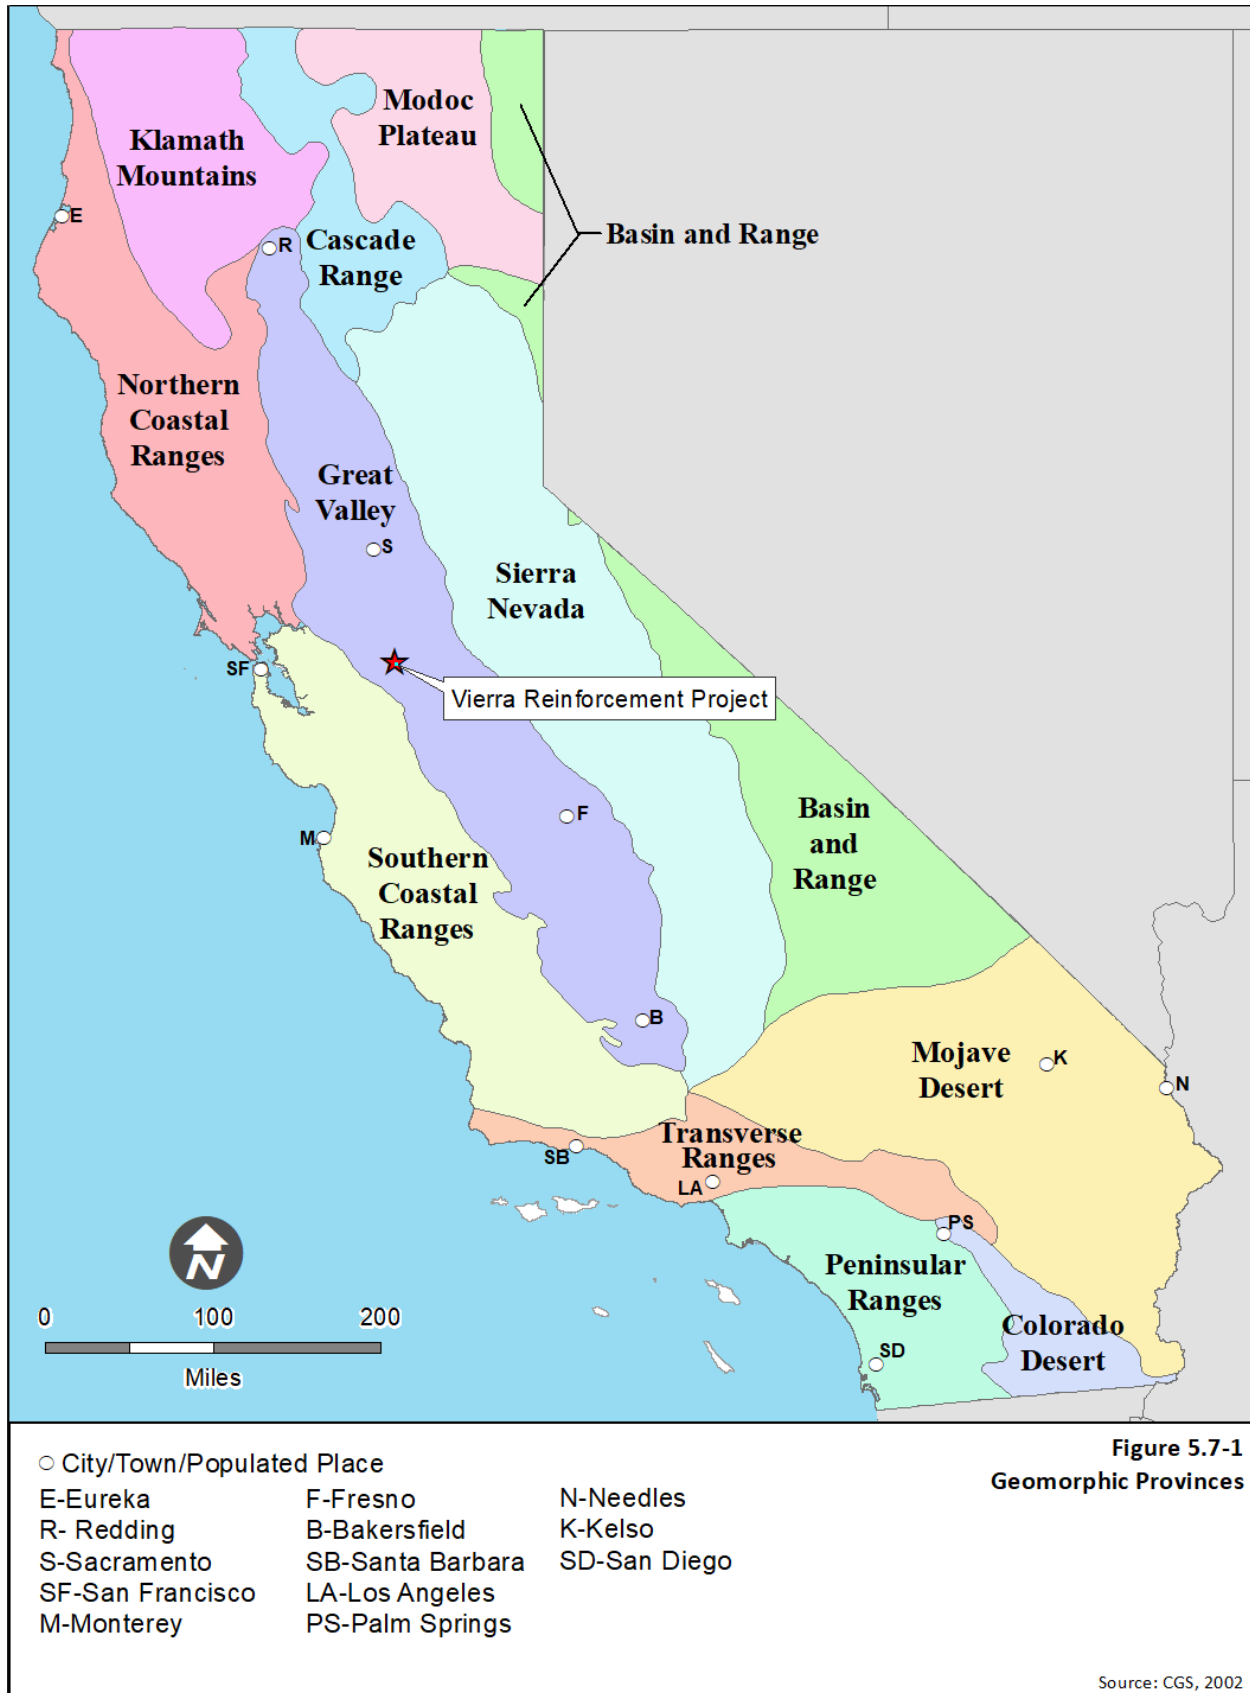 Modoc
Plateau
Klamath
Mountains
E
R
Cascade
Range
Basin and Range
Northern
Coastal
Ranges
Great
Valley
S
Sierra
Nevada
SF
Vierra Reinforcement Project
Basin
and
Range
F
M
Southern
Coastal
Ranges
B
Mojave
Desert
K
N
Transverse
Ranges
SB
LA
PS
Peninsular
Ranges
Colorado
Desert
SD
N
0 100 200
Miles
Figure 5.7-1
Geomorphic Provinces
City/Town/Populated Place
E-Eureka F-Fresno N-Needles
R- Redding B-Bakersfield K-Kelso
S-Sacramento SB-Santa Barbara SD-San Diego
SF-San Francisco LA-Los Angeles
M-Monterey PS-Palm Springs
Source: CGS, 2002